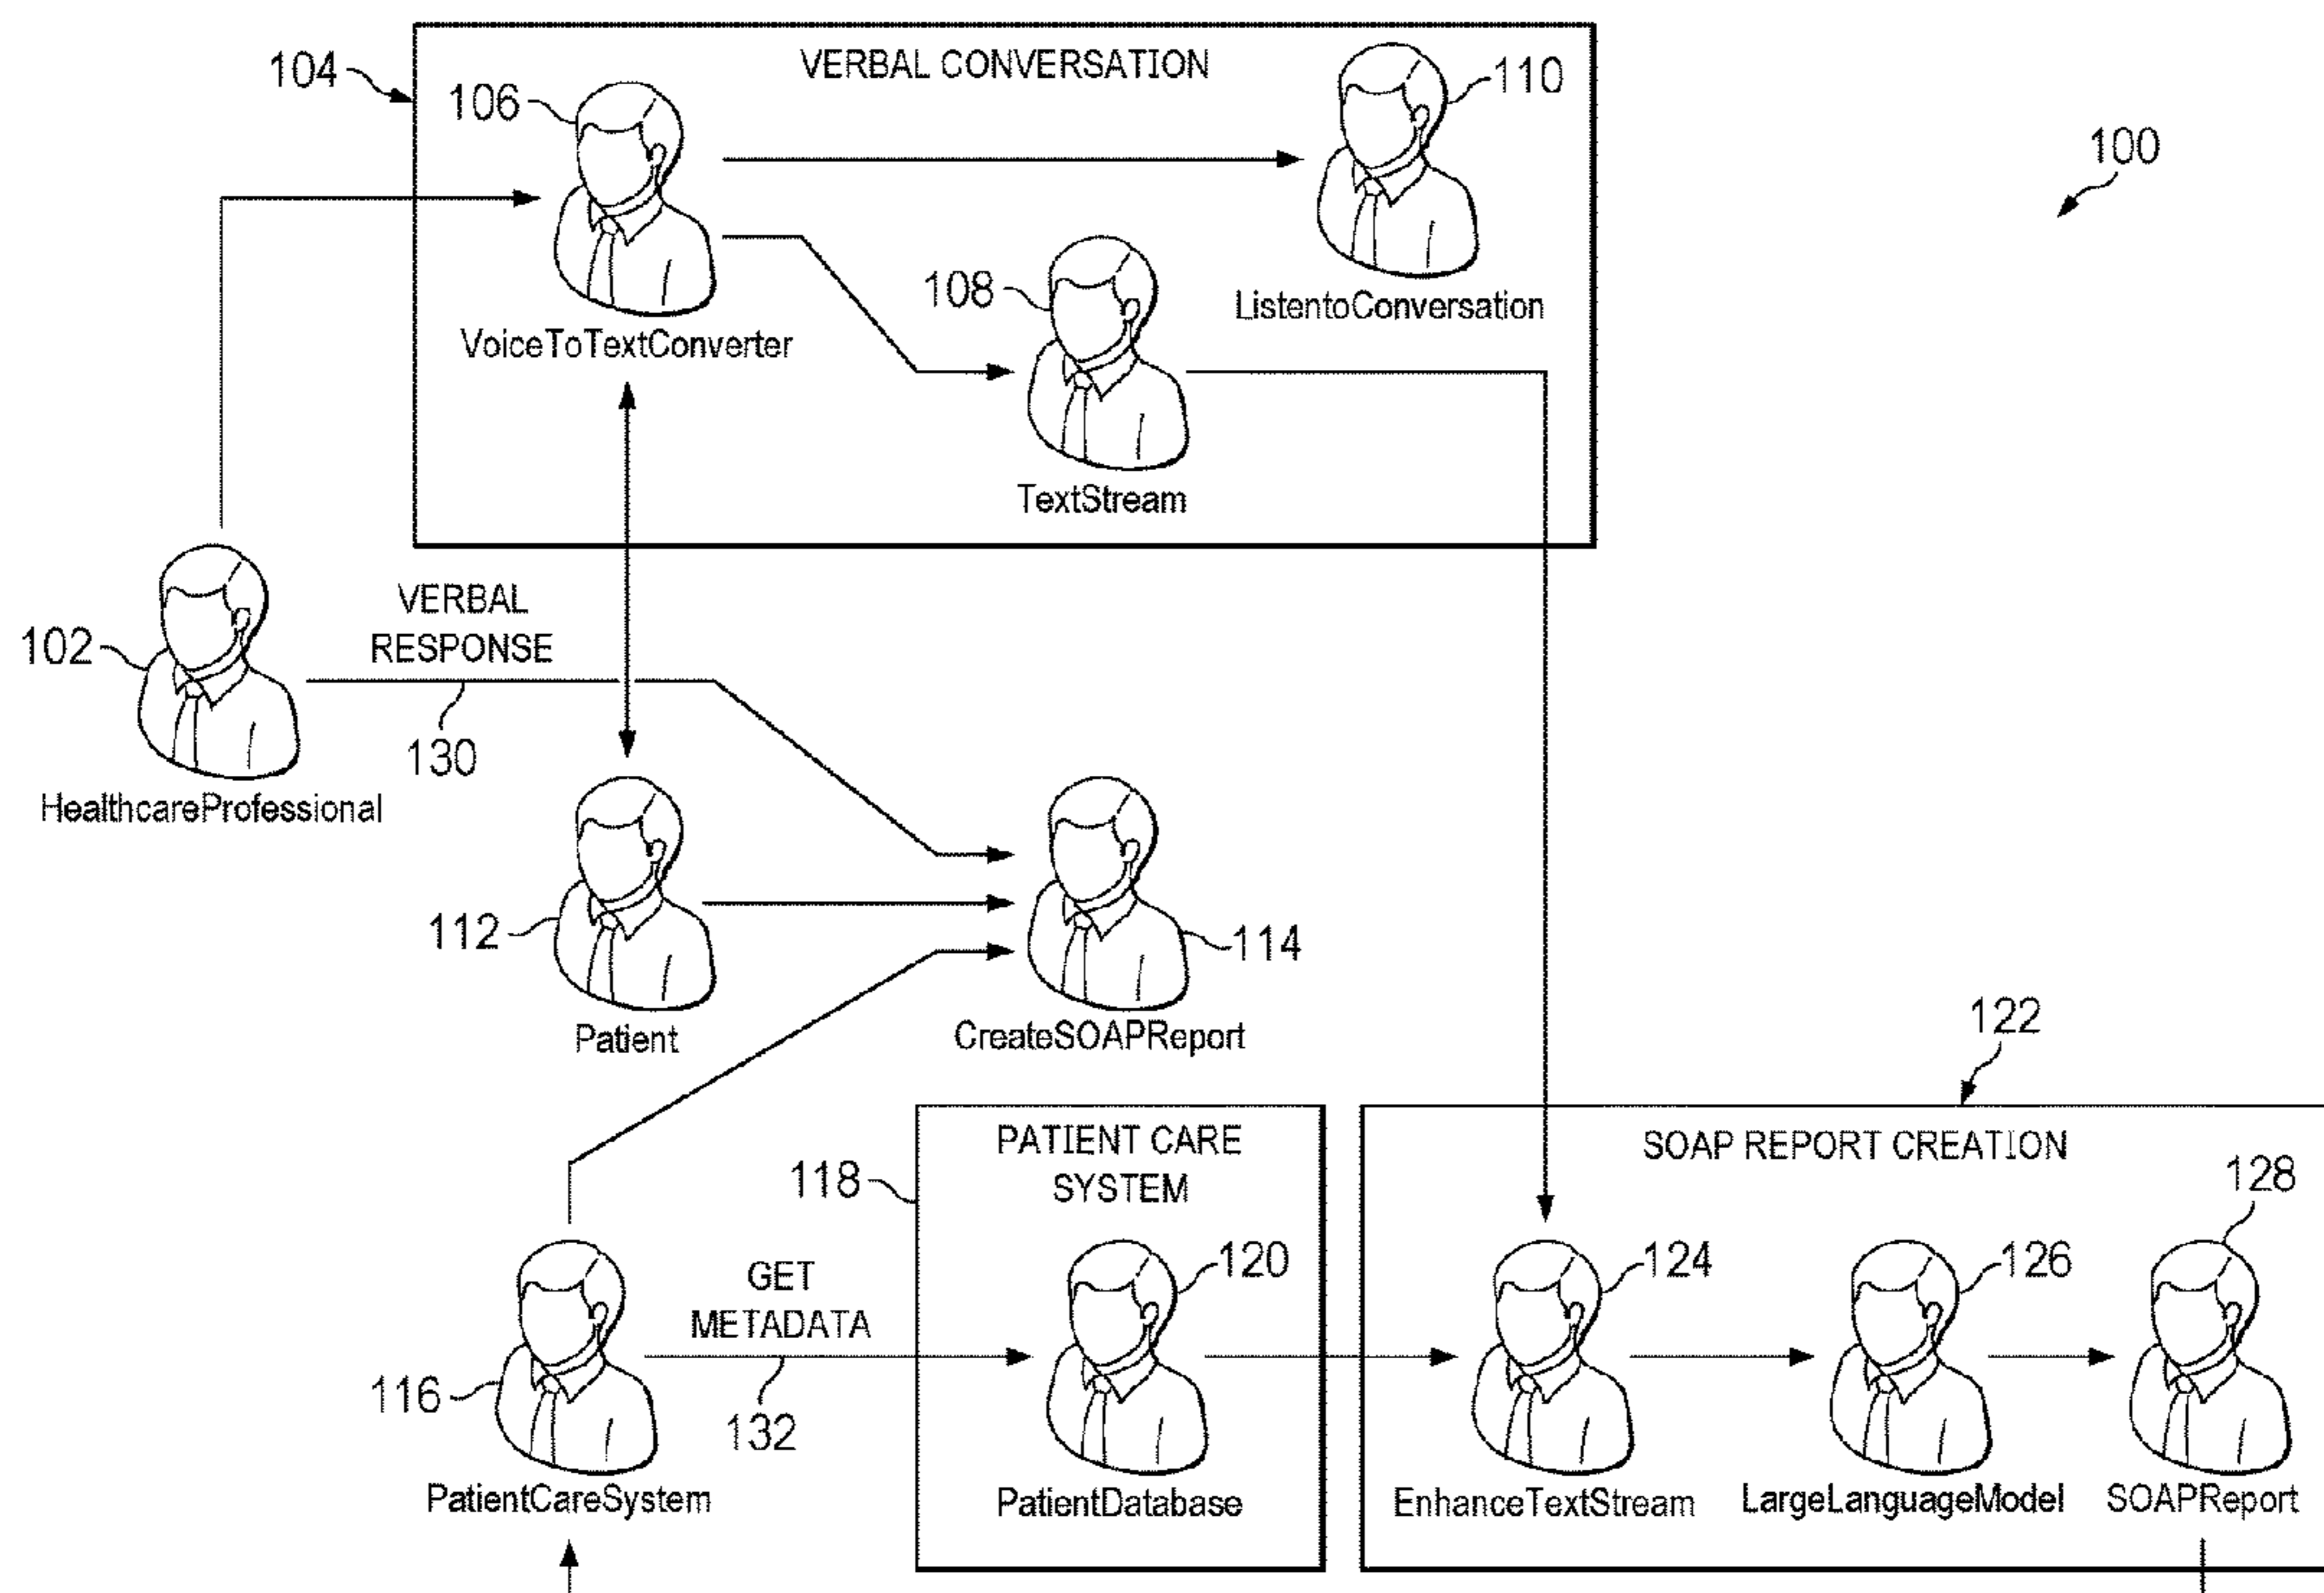 VERBAL CONVERSATION
104
106
110
100
108
ListentoConversation
VoiceToTextConverter
TextStream
VERBAL
RESPONSE
102
130
HealthcareProfessional
112
114
Patient
CreateSOAPReport
122
PATIENT CARE
SYSTEM
SOAP REPORT CREATION
118
128
GET
METADATA
120
124
126
116
132
PatientCareSystem
PatientDatabase
EnhanceTextStream
LargeLanguageModel
SOAPReport